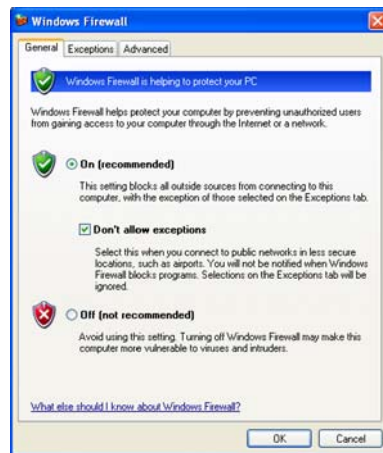 Windows Firewall
General Exceptions Advanced
Windows Firewall is helping to protect your PC
Windows Firewall helps protect your computer by preventing unauthorized users
from gaining access to your computer through the Internet or a network.
On (recommended)
This setting blocks all outside sources from connecting to this
computer, with the exception of those selected on the Exceptions tab.
Don't allow exceptions
Select this when you connect to public networks in less secure
locations, such as airports. You will not be notified when Windows
Firewall blocks programs. Selections on the Exceptions tab will be
ignored.
Off (not recommended)
Avoid using this setting. Turning off Windows Firewall may make this
computer more vulnerable to viruses and intruders.
What else should I know about Windows Firewall?
OK Cancel